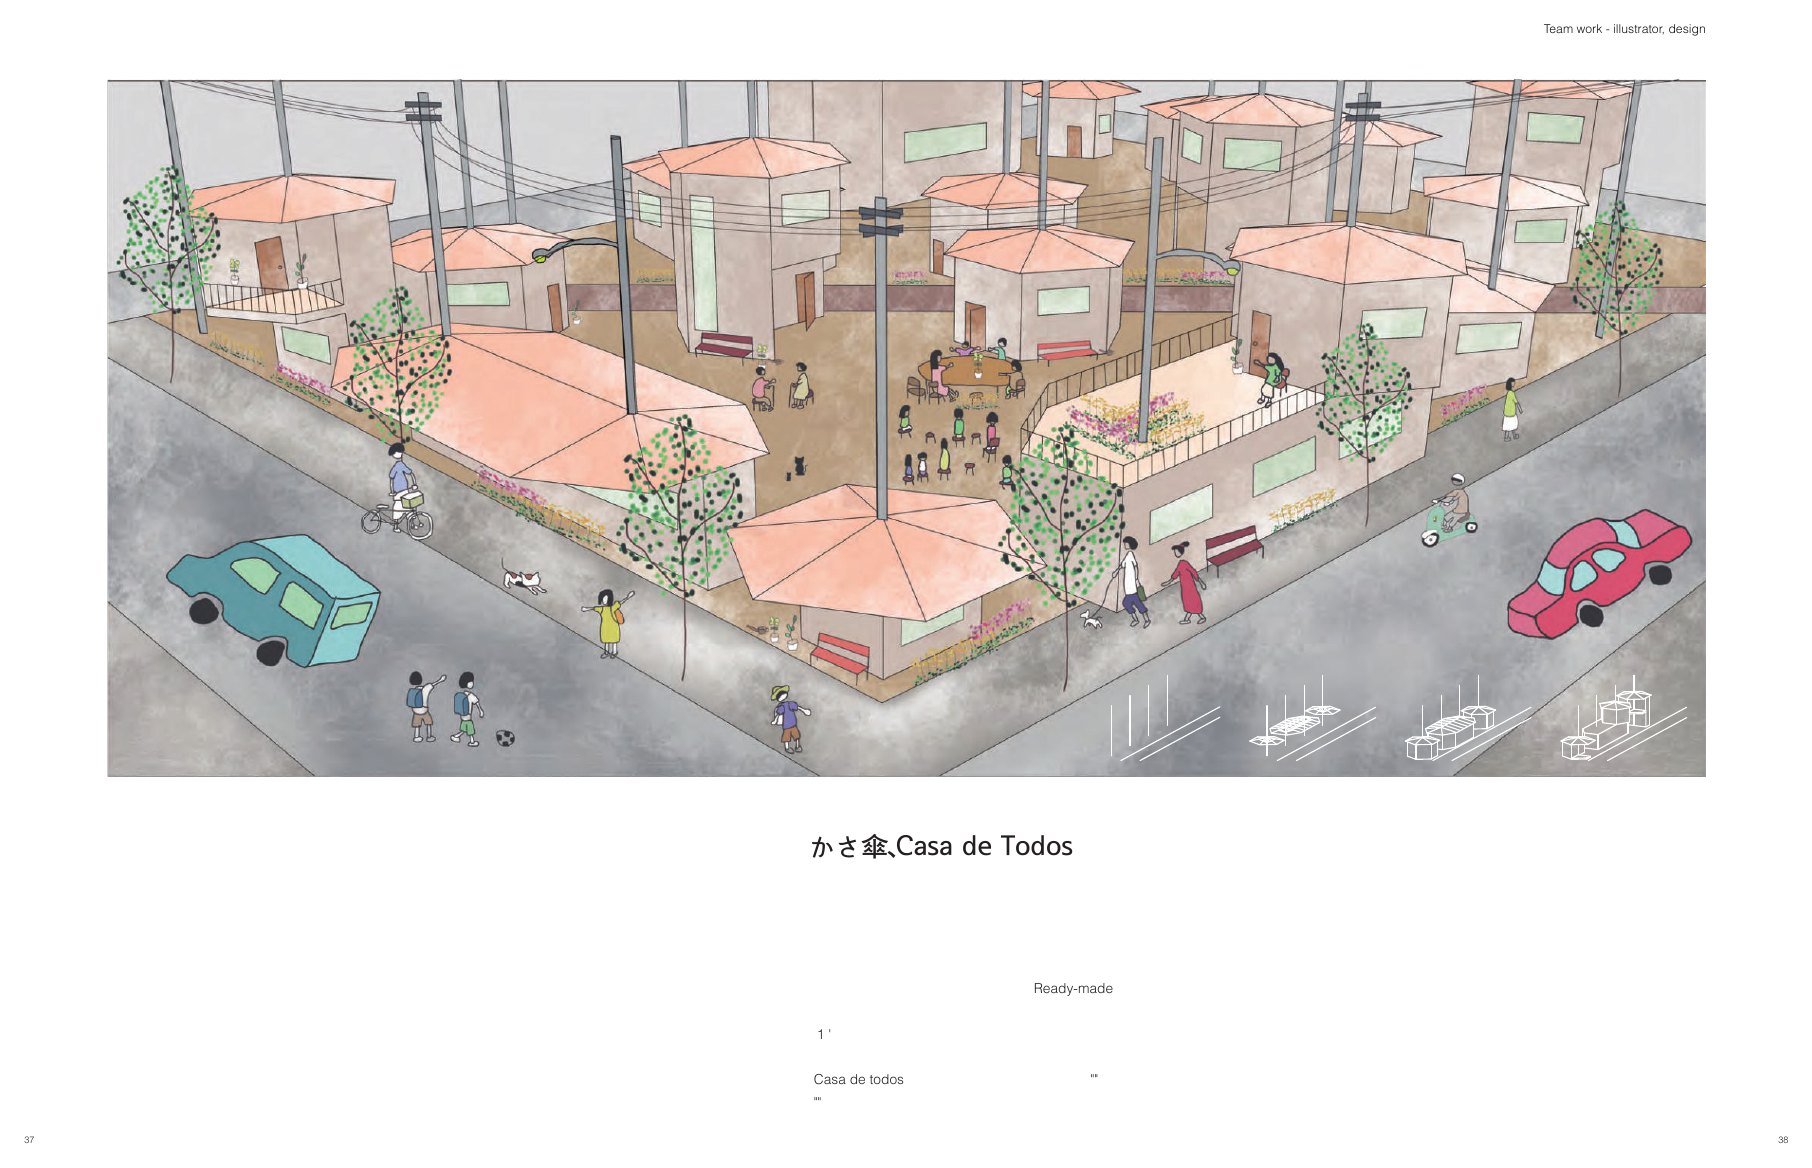 Team work - illustrator, design
かさ傘、Casa de Todos
Ready-made
1 '
Casa de todos ""
""
37
38